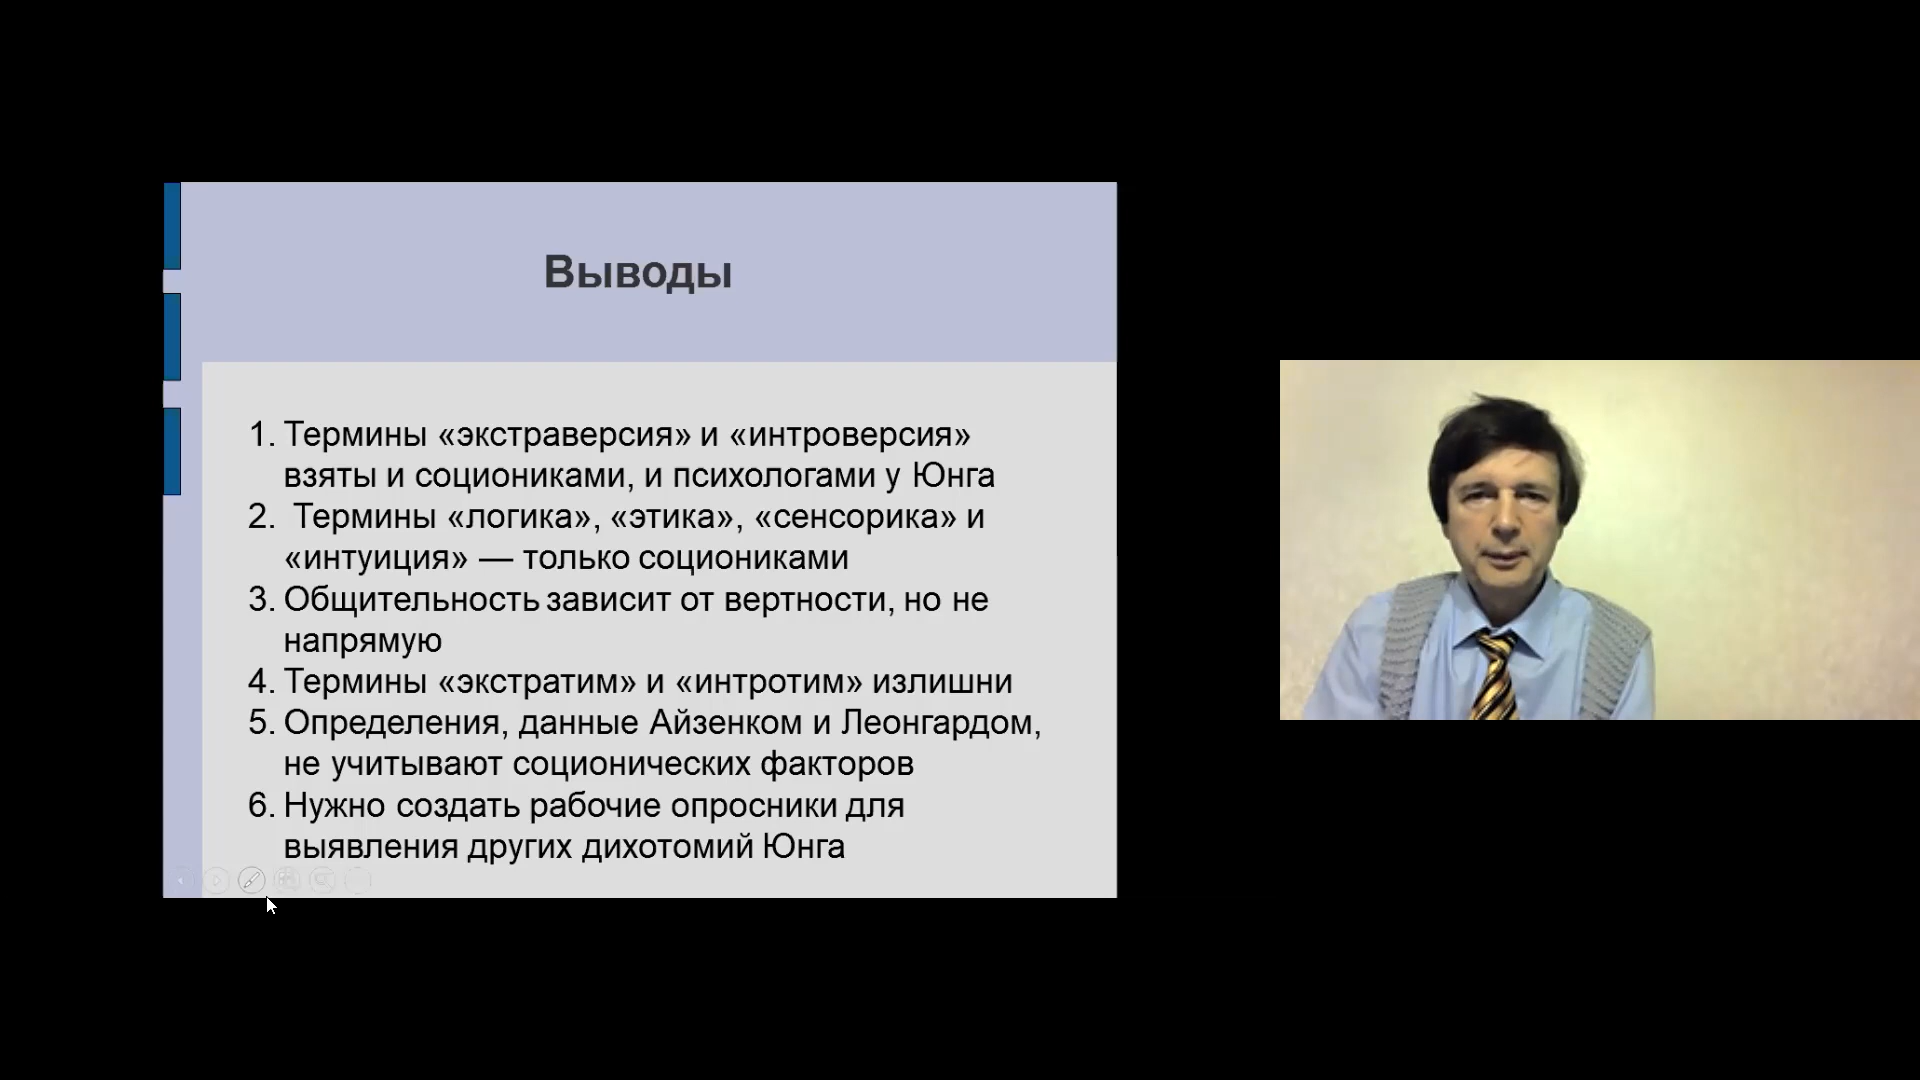 Выводы
1. Термины «экстраверсия» и «интроверсия»
взяты и социониками, и психологами у Юнга
2. Термины «логика», «этика», «сенсорика» и
«интуиция» — только социониками
3. Общительность зависит от вертности, но не
напрямую
4. Термины «экстратим» и «интротим» излишни
5. Определения, данные Айзенком и Леонгардом,
не учитывают соционических факторов
6. Нужно создать рабочие опросники для
выявления других дихотомий Юнга